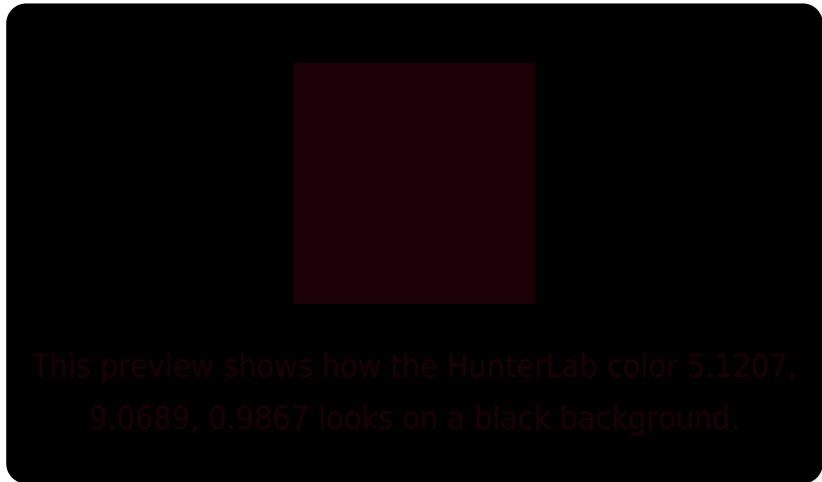 This preview shows how the HunterLab color 5.1207,
9.0689, 0.9867 looks on a black background.